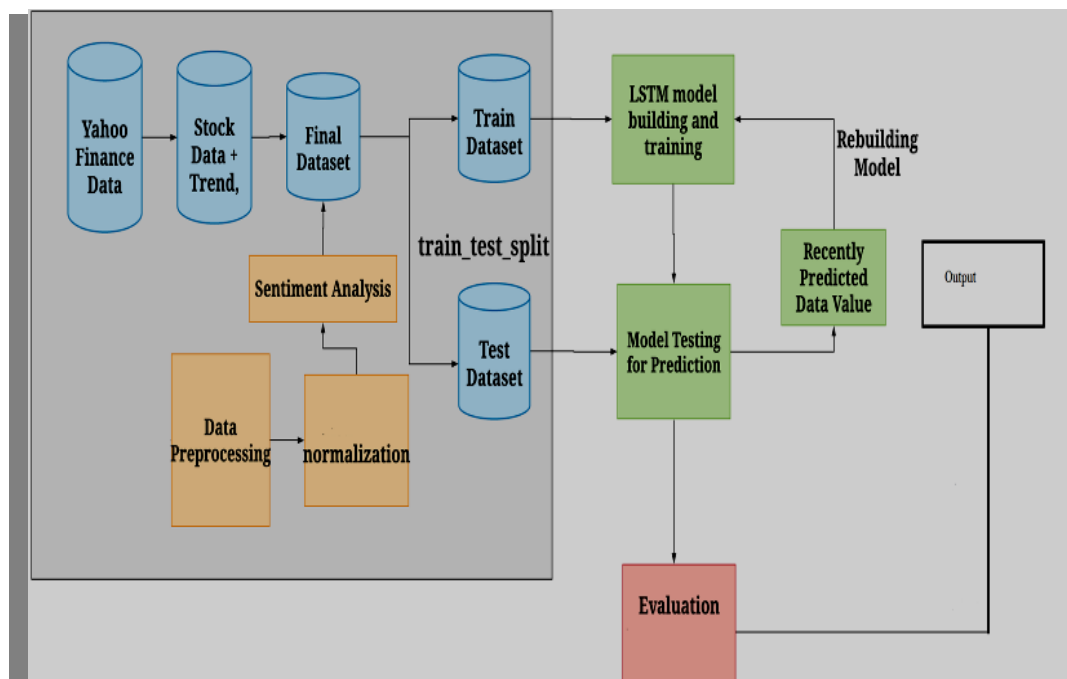 Yahoo
Finance
Data
Stock
Data +
Trend,
Final
Dataset
Train
Dataset
LSTM model
building and
training
Rebuilding
Model
train_test_split
Sentiment Analysis
Recently
Predicted
Data Value
Output
Test
Dataset
Model Testing
for Prediction
Data
Preprocessing
normalization
Evaluation